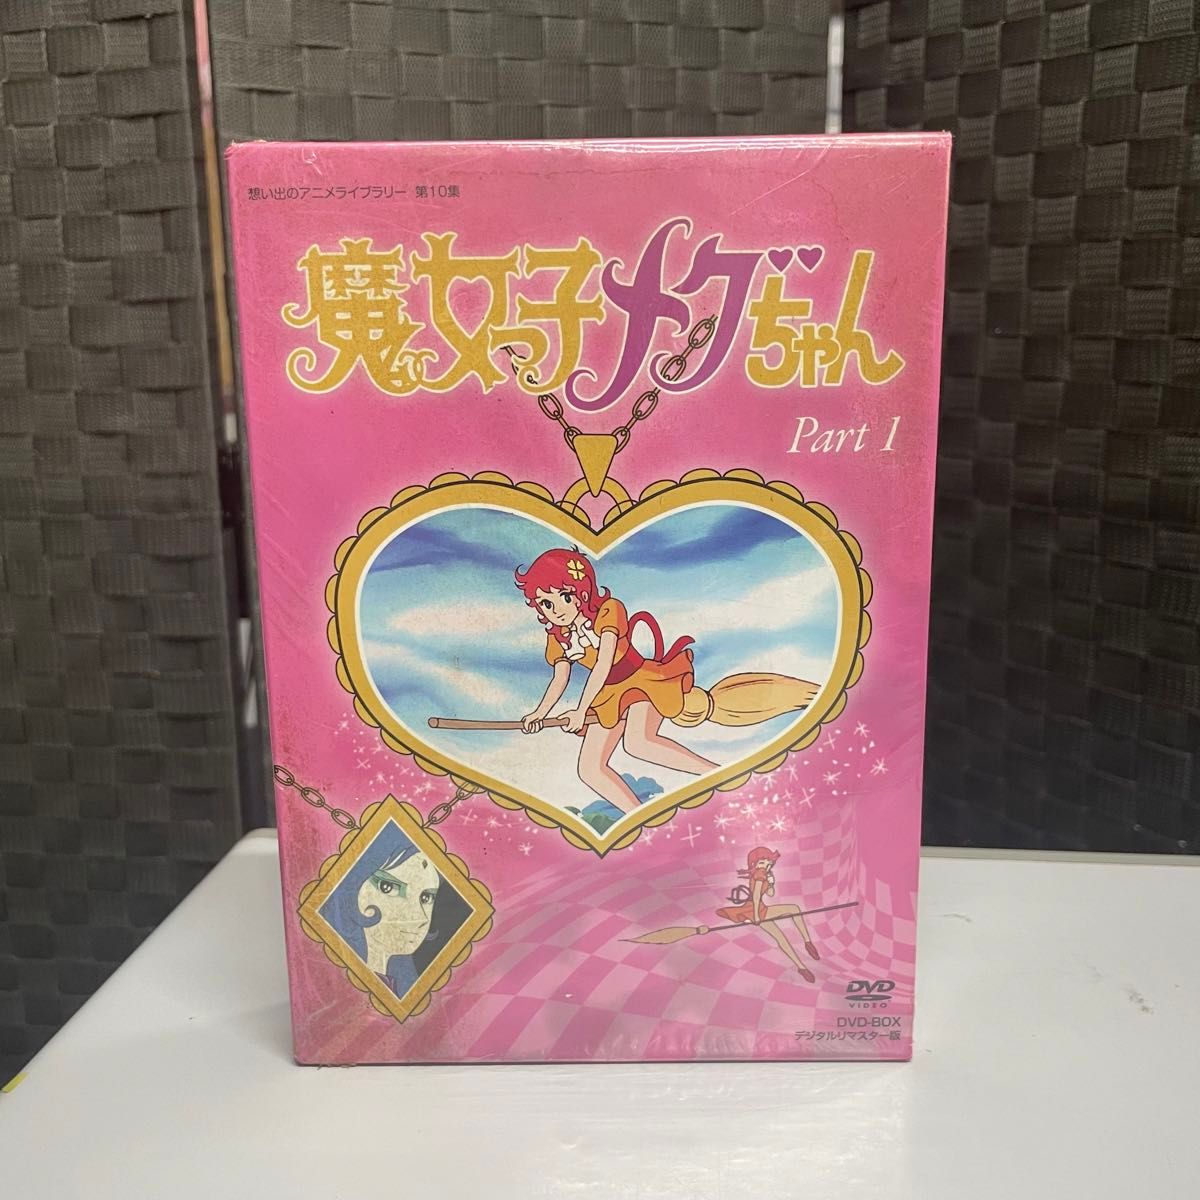 想い出のアニメライブラリー 第10集
魔女っ子メグちゃん
Part 1
DVD
VIDEO
DVD-BOX
デジタルリマスター版